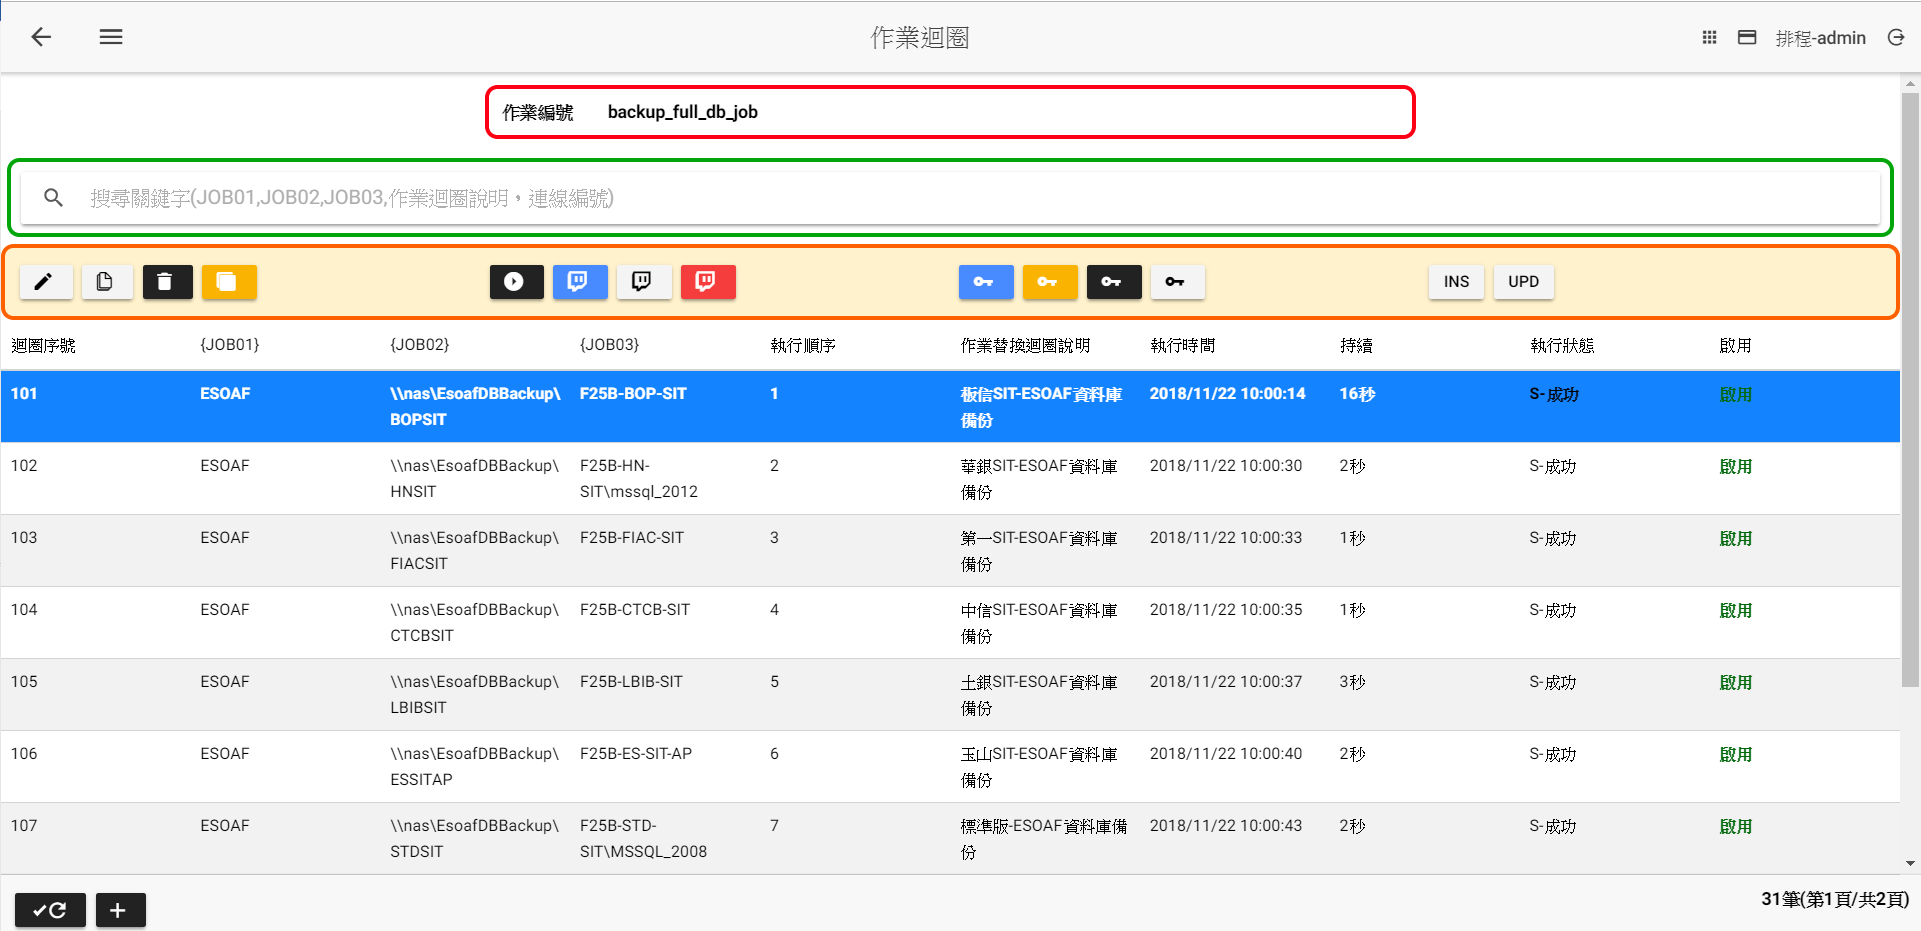 作業迴圈
排程-admin
作業編號 backup_full_db_job
搜尋關鍵字(JOB01,JOB02,JOB03,作業迴圈說明，連線編號)
INS UPD
迴圈序號 {JOB01} {JOB02} {JOB03} 執行順序 作業替換迴圈說明 執行時間 持續 執行狀態 啟用
101 ESOAF \\nas\EsoafDBBackup\ F25B-BOP-SIT 1 板信SIT-ESOAF資料庫 2018/11/22 10:00:14 16秒 S-成功 啟用
BOPSIT 備份
102 ESOAF \\nas\EsoafDBBackup\ F25B-HN- 2 華銀SIT-ESOAF資料庫 2018/11/22 10:00:30 2秒 S-成功 啟用
HNSIT SIT\mssql_2012 備份
103 ESOAF \\nas\EsoafDBBackup\ F25B-FIAC-SIT 3 第一SIT-ESOAF資料庫 2018/11/22 10:00:33 1秒 S-成功 啟用
FIACSIT 備份
104 ESOAF \\nas\EsoafDBBackup\ F25B-CTCB-SIT 4 中信SIT-ESOAF資料庫 2018/11/22 10:00:35 1秒 S-成功 啟用
CTCBSIT 備份
105 ESOAF \\nas\EsoafDBBackup\ F25B-LBIB-SIT 5 土銀SIT-ESOAF資料庫 2018/11/22 10:00:37 3秒 S-成功 啟用
LBIBSIT 備份
106 ESOAF \\nas\EsoafDBBackup\ F25B-ES-SIT-AP 6 玉山SIT-ESOAF資料庫 2018/11/22 10:00:40 2秒 S-成功 啟用
ESSITAP 備份
107 ESOAF \\nas\EsoafDBBackup\ F25B-STD- 7 標準版-ESOAF資料庫備 2018/11/22 10:00:43 2秒 S-成功 啟用
STDSIT SIT\MSSQL_2008 份
31筆(第1頁/共2頁)